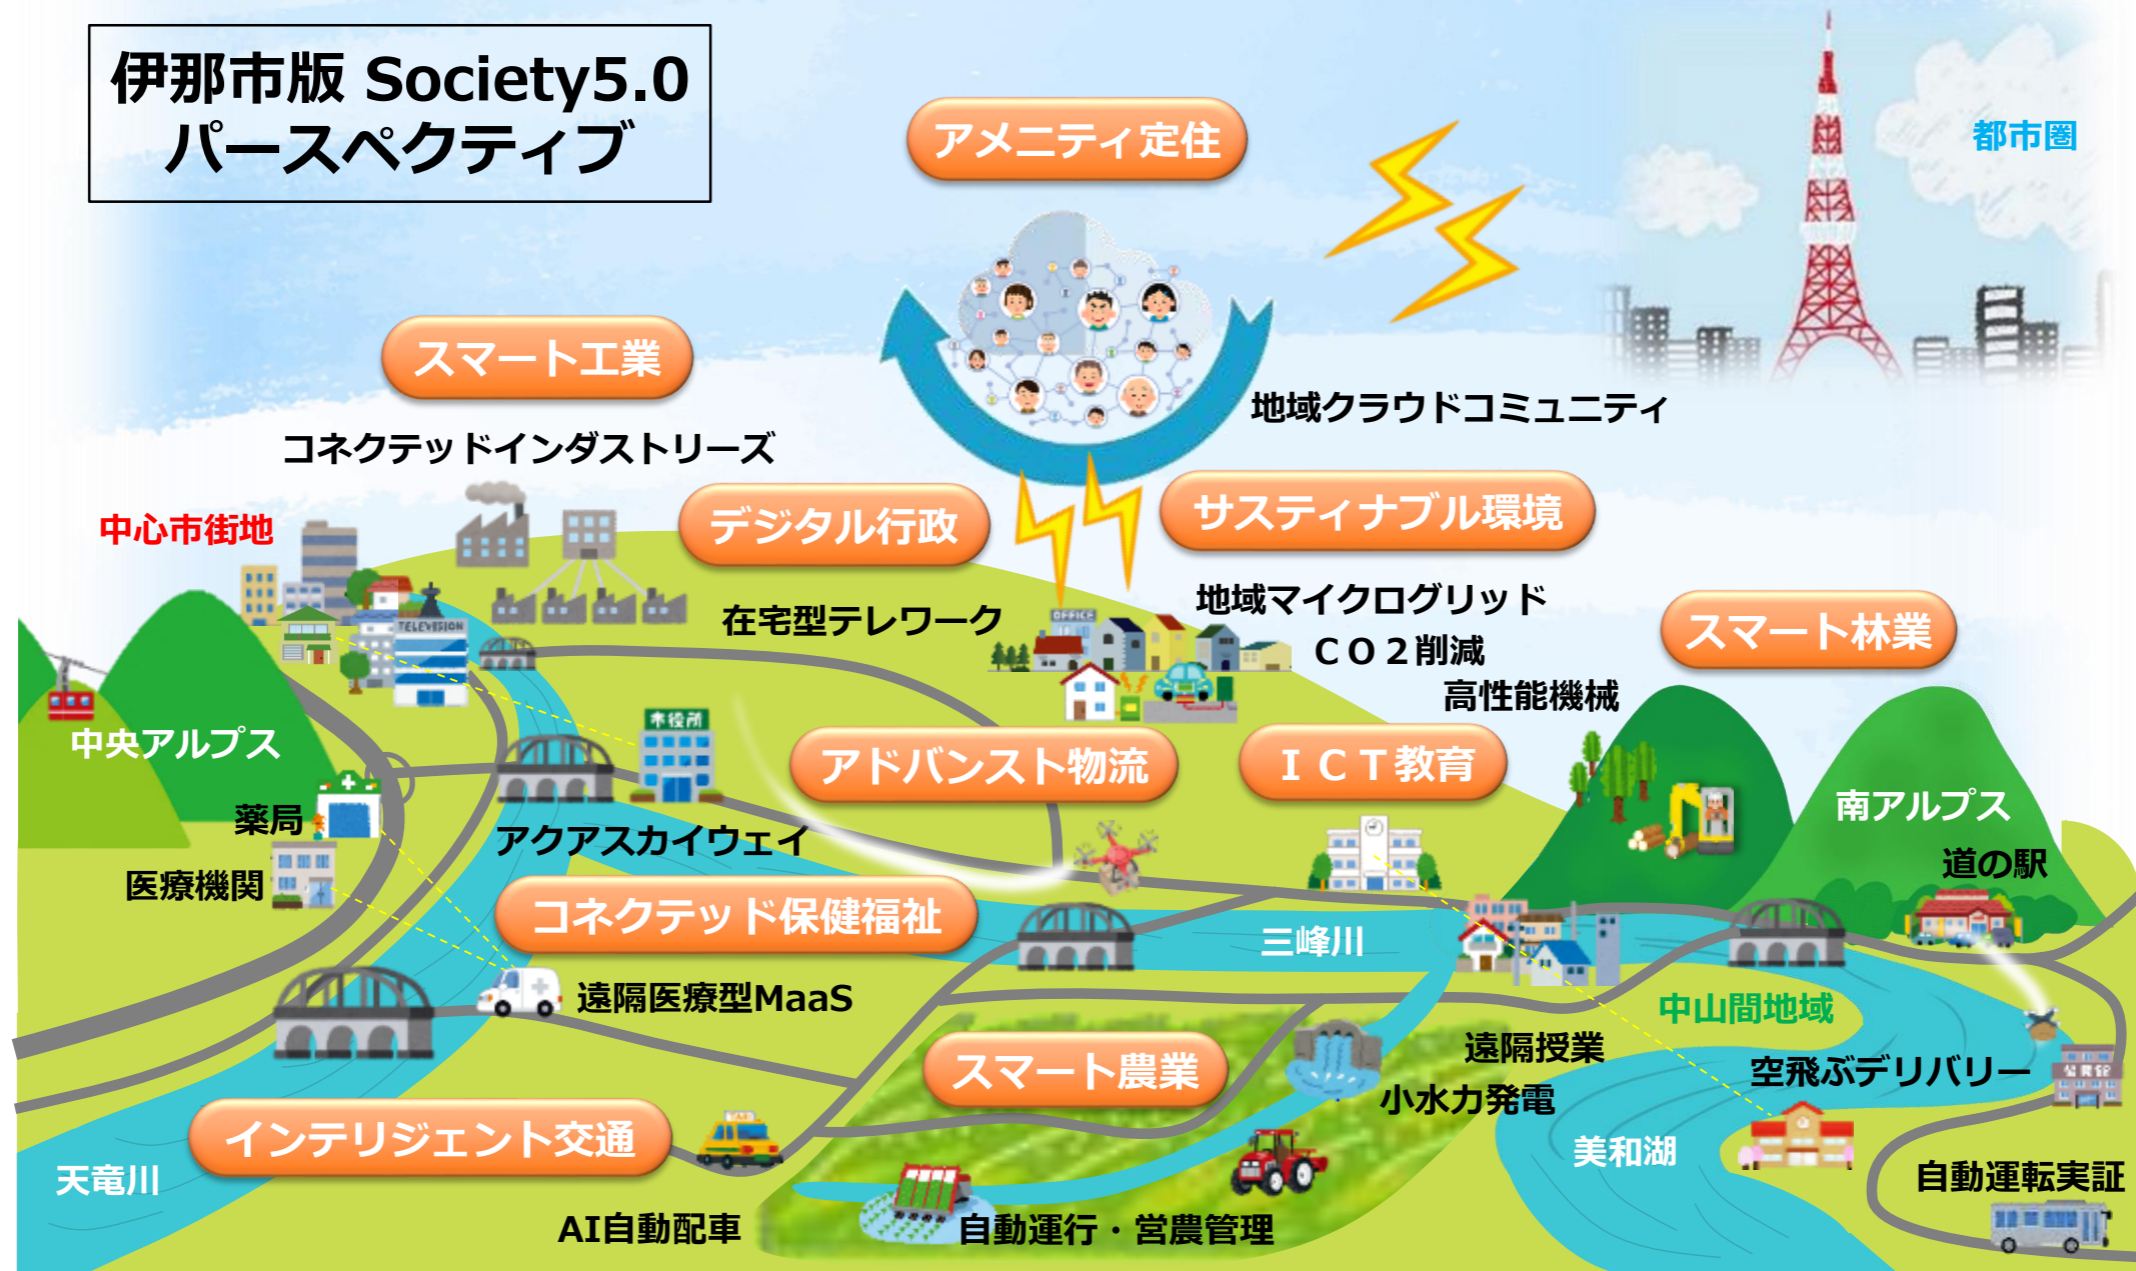 伊那市版 Society5.0
パースペクティブ
アメニティ定住
都市圏
スマート工業
コネクテッドインダストリーズ
地域クラウドコミュニティ
中心市街地
デジタル行政
サスティナブル環境
在宅型テレワーク
地域マイクログリッド
ＣＯ２削減
OFFICE
TELEVISION
スマート林業
高性能機械
中央アルプス
市役所
アドバンスト物流
ＩＣＴ教育
南アルプス
薬局
アクアスカイウェイ
道の駅
医療機関
コネクテッド保健福祉
三峰川
遠隔医療型MaaS
中山間地域
スマート農業
遠隔授業
空飛ぶデリバリー
公民館
小水力発電
インテリジェント交通
TAXI
天竜川
美和湖
自動運転実証
AI自動配車
自動運行・営農管理